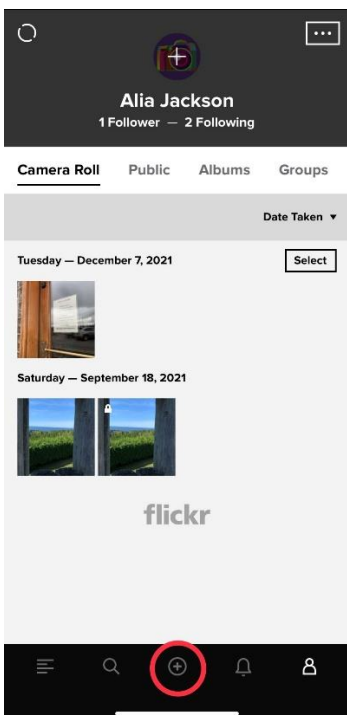 Alia Jackson
1 Follower — 2 Following
Camera Roll Public Albums Groups
Date Taken ▼
Tuesday — December 7, 2021
Select
Saturday — September 18, 2021
flickr